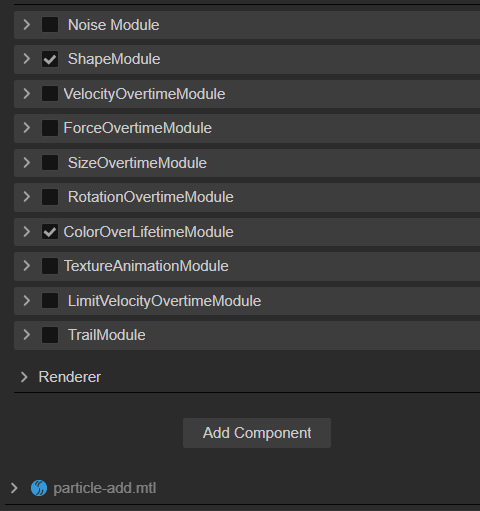 Noise Module
ShapeModule
VelocityOvertimeModule
ForceOvertimeModule
SizeOvertimeModule
RotationOvertimeModule
ColorOverLifetimeModule
TextureAnimationModule
LimitVelocityOvertimeModule
TrailModule
Renderer
Add Component
particle-add.mtl